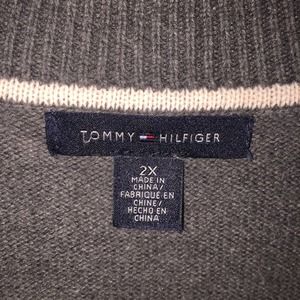 TOMMY HILFIGER
2X
MADE IN
CHINA/
FABRIQUE EN
CHINE/
HECHO EN
CHINA